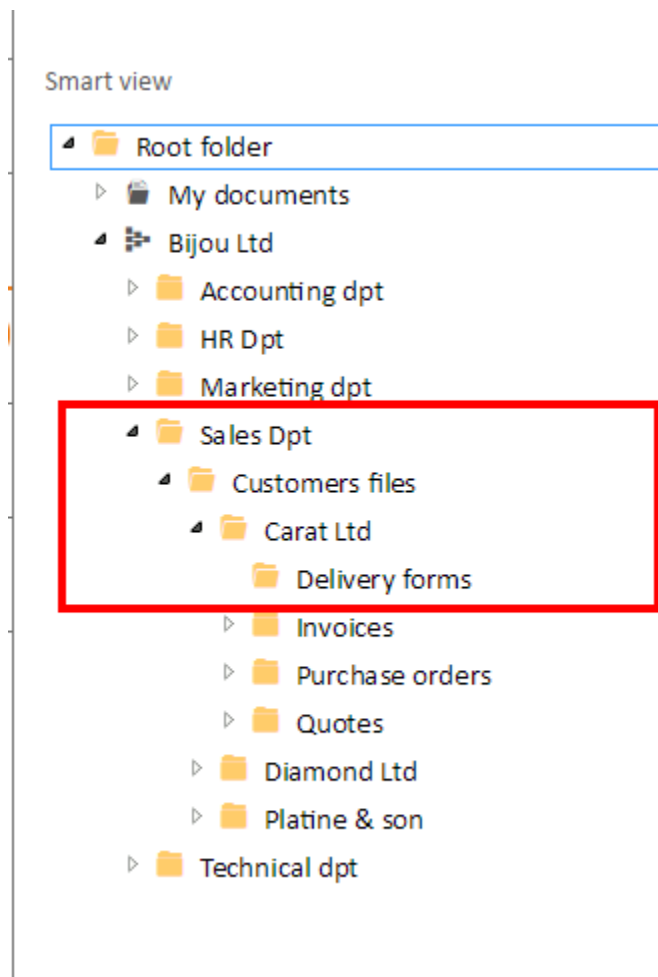 Smart view
Root folder
My documents
Bijou Ltd
Accounting dpt
HR Dpt
Marketing dpt
Sales Dpt
Customers files
Carat Ltd
Delivery forms
Invoices
Purchase orders
Quotes
Diamond Ltd
Platine & son
Technical dpt